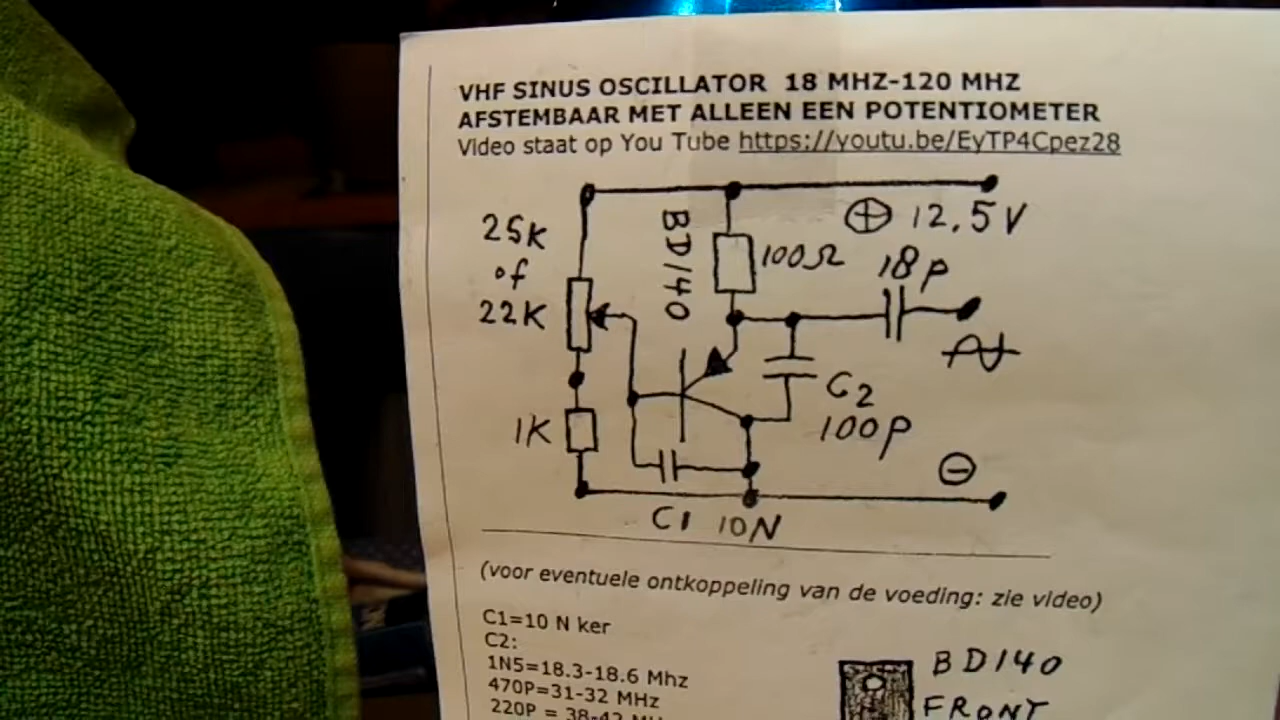 VHF SINUS OSCILLATOR 18 MHZ-120 MHZ
AFSTEMBAAR MET ALLEEN EEN POTENTIOMETER
Video staat op You Tube https://youtu.be/EyTP4Cpez28
25K
of
22K
BD140
100Ω
⊕ 12,5V
18p
C2
100p
1K
⊖
C1 10N
(voor eventuele ontkoppeling van de voeding: zie video)
C1=10 N ker
C2:
1N5=18.3-18.6 Mhz
470P=31-32 MHz
220P = 38-42
BD140
FRONT